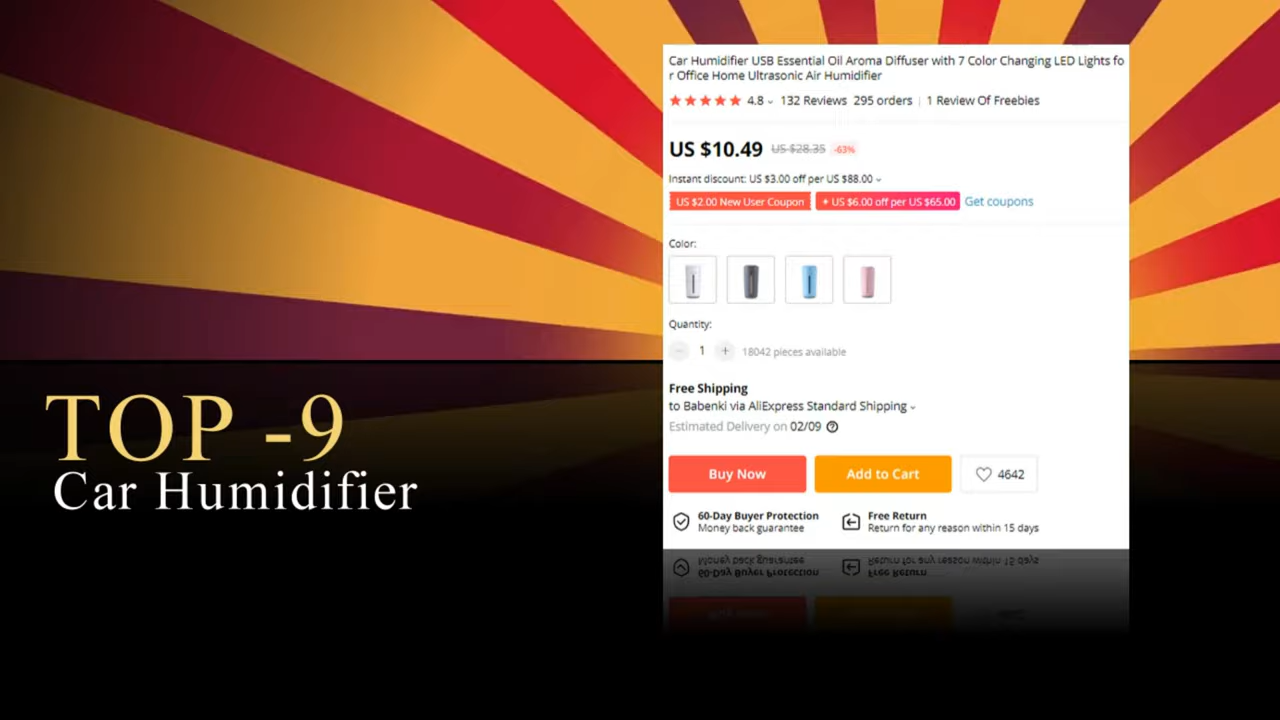 Car Humidifier USB Essential Oil Aroma Diffuser with 7 Color Changing LED Lights fo
r Office Home Ultrasonic Air Humidifier
4.8 132 Reviews 295 orders | 1 Review Of Freebies
US $10.49 US $28.35 -63%
Instant discount: US $3.00 off per US $88.00
US $2.00 New User Coupon + US $6.00 off per US $65.00 Get coupons
Color:
Quantity:
− 1 + 18042 pieces available
Free Shipping
to Babenki via AliExpress Standard Shipping
Estimated Delivery on 02/09 ?
Buy Now Add to Cart 4642
60-Day Buyer Protection Free Return
Money back guarantee Return for any reason within 15 days
TOP -9
Car Humidifier